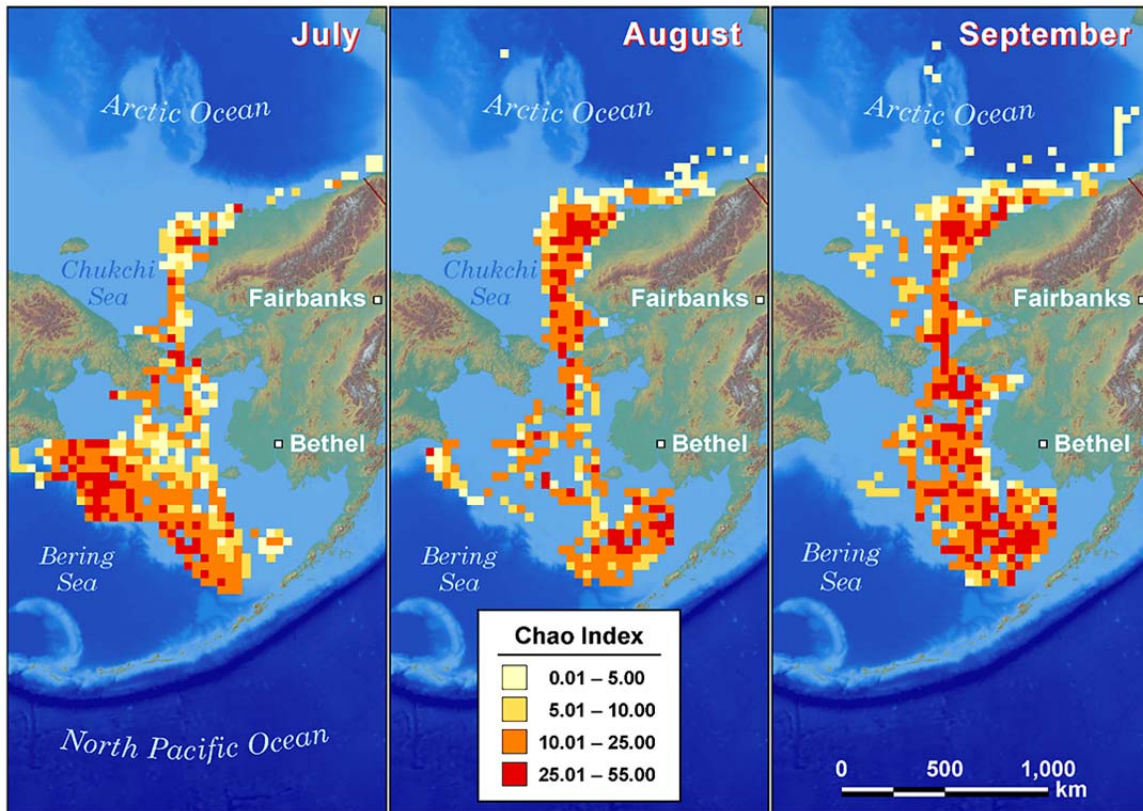 July
Arctic Ocean
Chukchi
Sea
Fairbanks
Bethel
Bering
Sea
North Pacific Ocean
August
Arctic Ocean
Chukchi
Sea
Fairbanks
Bethel
Bering
Sea
Chao Index
0.01 – 5.00
5.01 – 10.00
10.01 – 25.00
25.01 – 55.00
September
Arctic Ocean
Fairbanks
Bethel
Bering
Sea
0 500 1,000
km